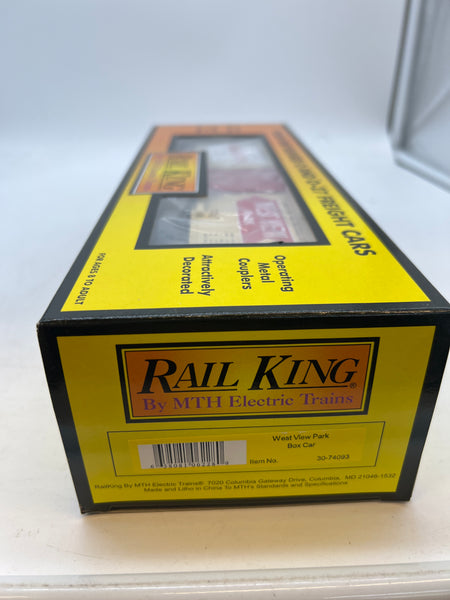 RAIL KING
FREIGHT CARS
Operating
Metal
Couplers
Attractively
Decorated
FOR AGES 8 TO ADULT
RAIL KING®
By MTH Electric Trains
West View Park
Box Car
Item No. 30-74093
RailKing By MTH Electric Trains® 7020 Columbia Gateway Drive, Columbia, MD 21046-1532
Made and Litho in China To MTH's Standards and Specifications